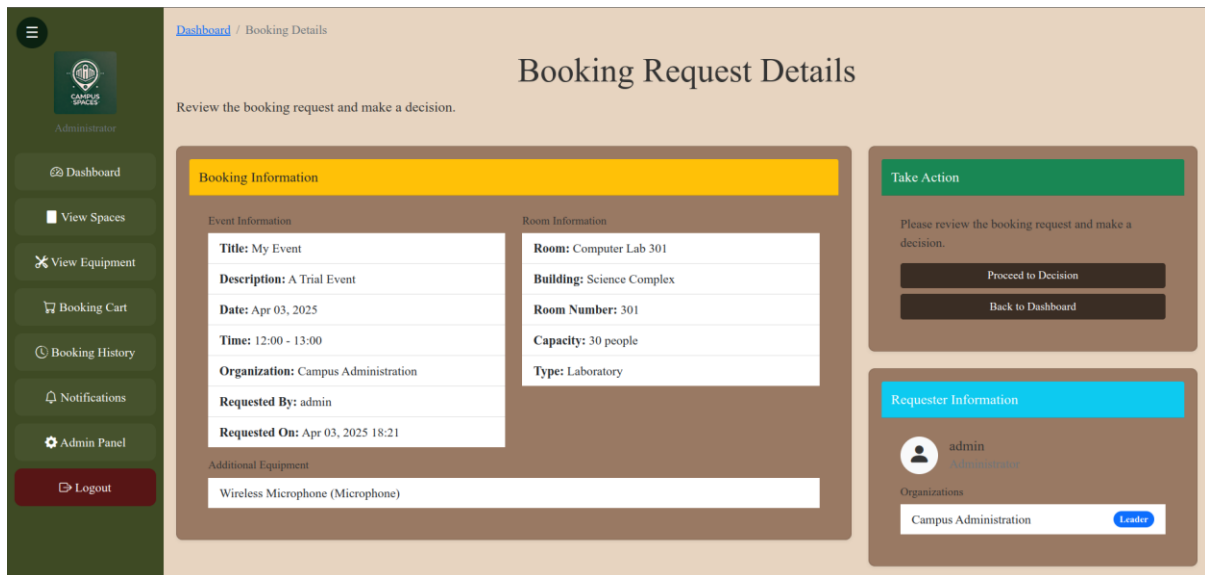 ☰
CAMPUS
SPACES
Administrator
Dashboard
View Spaces
View Equipment
Booking Cart
Booking History
Notifications
Admin Panel
Logout
Dashboard / Booking Details
Booking Request Details
Review the booking request and make a decision.
Booking Information
Event Information
Title: My Event
Description: A Trial Event
Date: Apr 03, 2025
Time: 12:00 - 13:00
Organization: Campus Administration
Requested By: admin
Requested On: Apr 03, 2025 18:21
Room Information
Room: Computer Lab 301
Building: Science Complex
Room Number: 301
Capacity: 30 people
Type: Laboratory
Additional Equipment
Wireless Microphone (Microphone)
Take Action
Please review the booking request and make a
decision.
Proceed to Decision
Back to Dashboard
Requester Information
admin
Administrator
Organizations
Campus Administration Leader